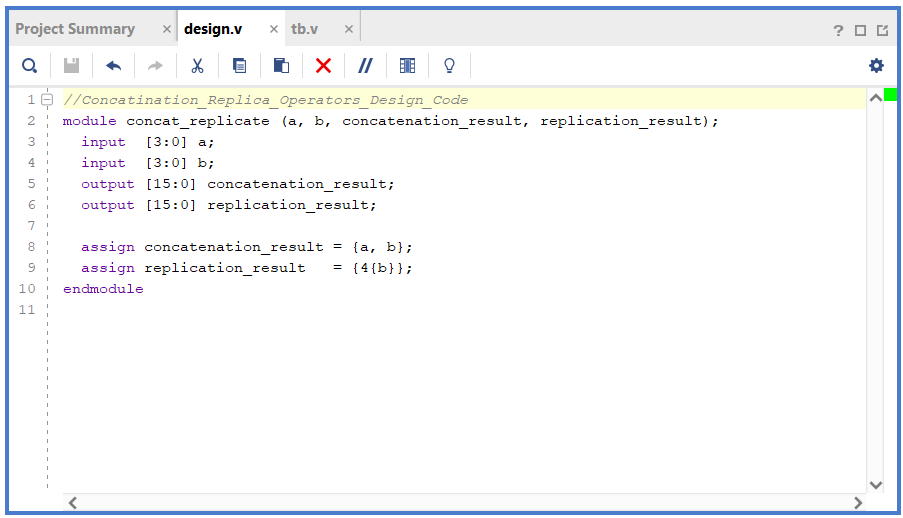 Project Summary × design.v × tb.v × ?
1 //Concatination_Replica_Operators_Design_Code
2 module concat_replicate (a, b, concatenation_result, replication_result);
3   input  [3:0] a;
4   input  [3:0] b;
5   output [15:0] concatenation_result;
6   output [15:0] replication_result;
7
8   assign concatenation_result = {a, b};
9   assign replication_result   = {4{b}};
10 endmodule
11